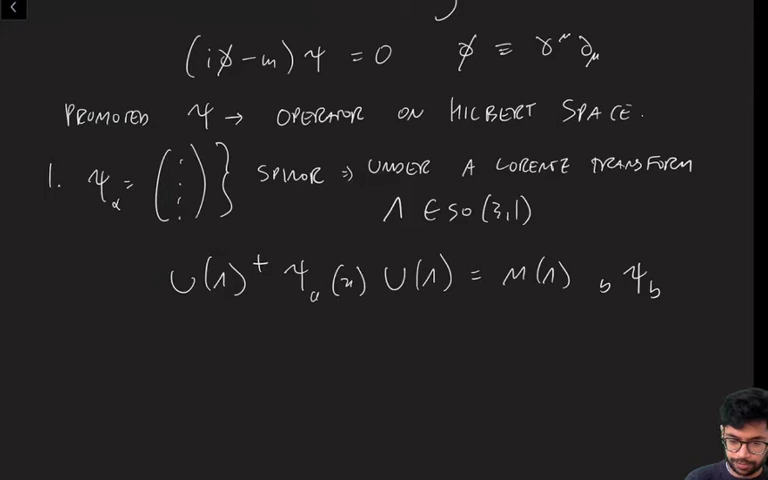 (i∂̸ - m) ψ = 0 ∂̸ ≡ γ^μ ∂_μ
PROMOTED ψ → OPERATOR ON HILBERT SPACE.
1. ψ_α = ( ⋮ ) } SPINOR ⇒ UNDER A LORENTZ TRANSFORM
Λ ∈ SO(3,1)
U(Λ)^† ψ_a(x) U(Λ) = M(Λ) _b ψ_b